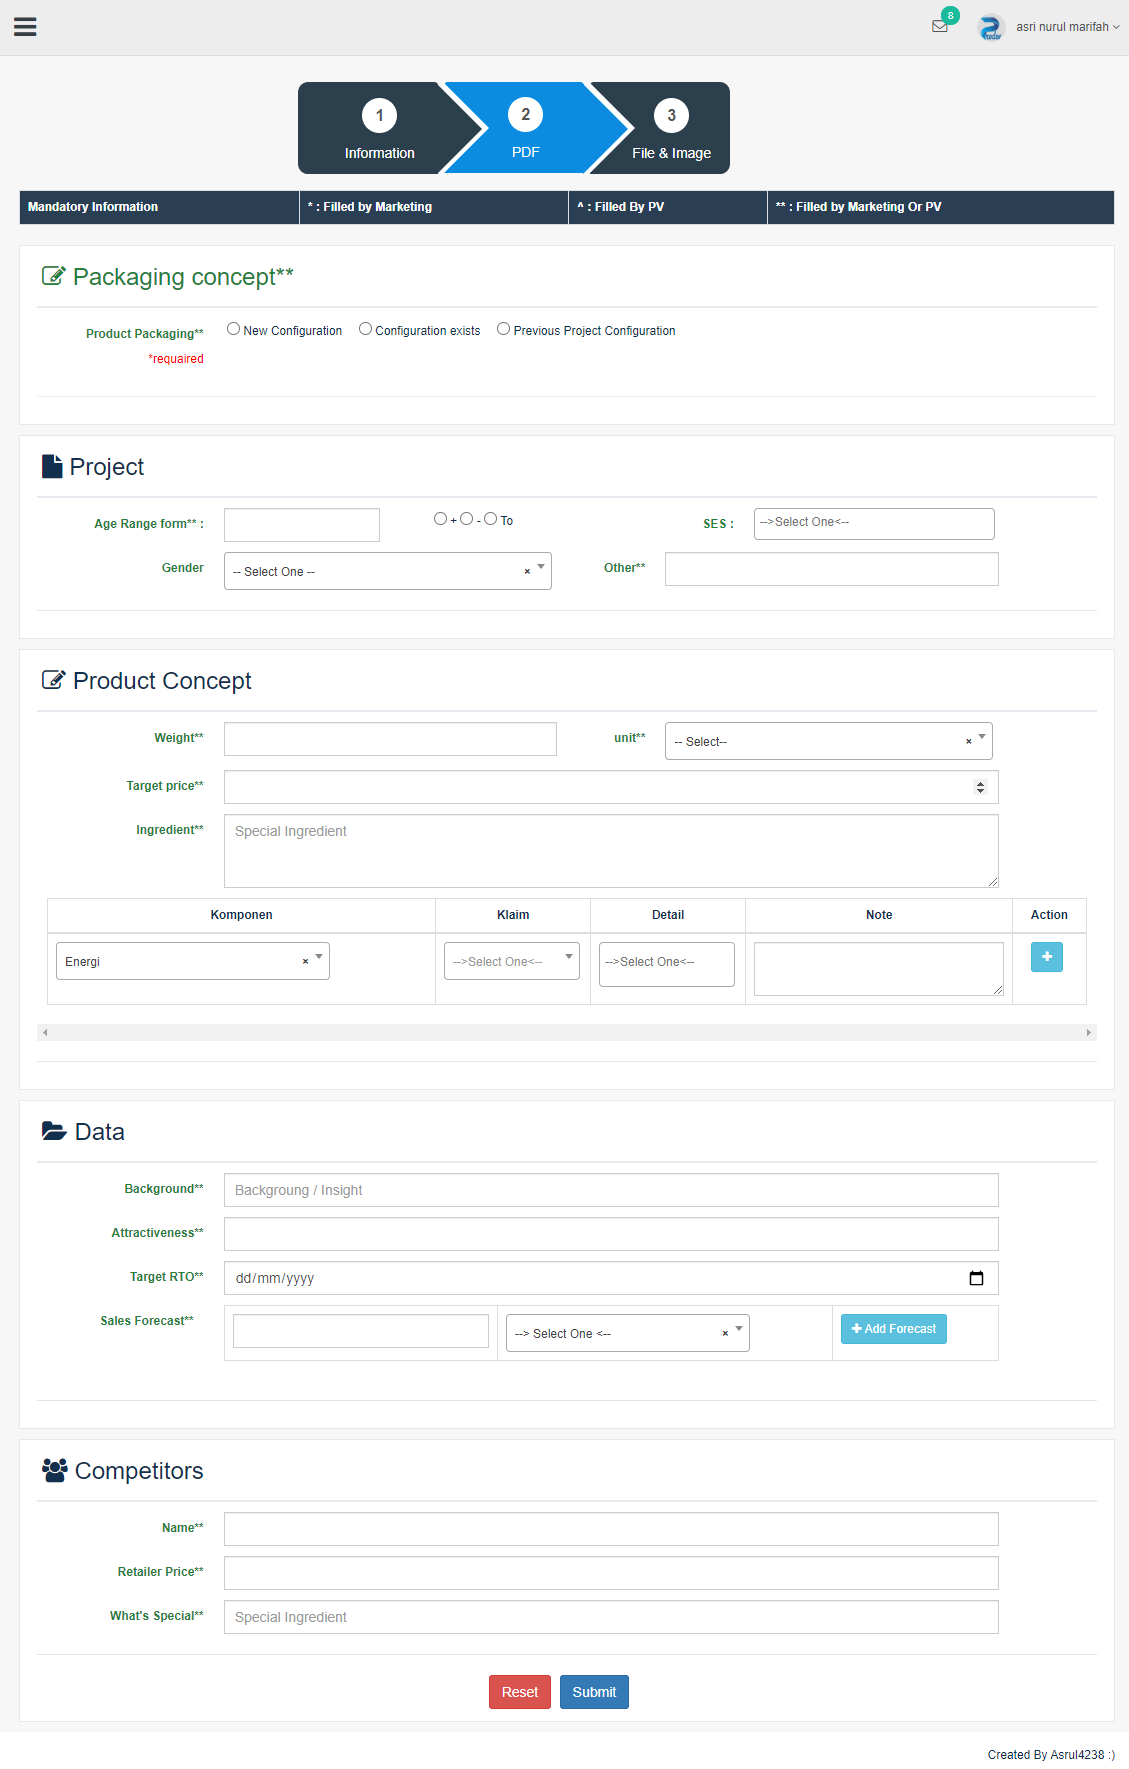 8
asri nurul marifah
1
2
3
Information
PDF
File & Image
Mandatory Information
* : Filled by Marketing
^ : Filled By PV
** : Filled by Marketing Or PV
Packaging concept**
Product Packaging**
New Configuration
Configuration exists
Previous Project Configuration
*requaired
Project
Age Range form** :
+
-
To
SES :
-->Select One<--
Gender
-- Select One --
×
Other**
Product Concept
Weight**
unit**
-- Select--
×
Target price**
Ingredient**
Special Ingredient
Komponen
Klaim
Detail
Note
Action
Energi
×
-->Select One<--
-->Select One<--
+
Data
Background**
Backgroung / Insight
Attractiveness**
Target RTO**
dd/mm/yyyy
Sales Forecast**
--> Select One <--
×
+ Add Forecast
Competitors
Name**
Retailer Price**
What's Special**
Special Ingredient
Reset
Submit
Created By Asrul4238 :)